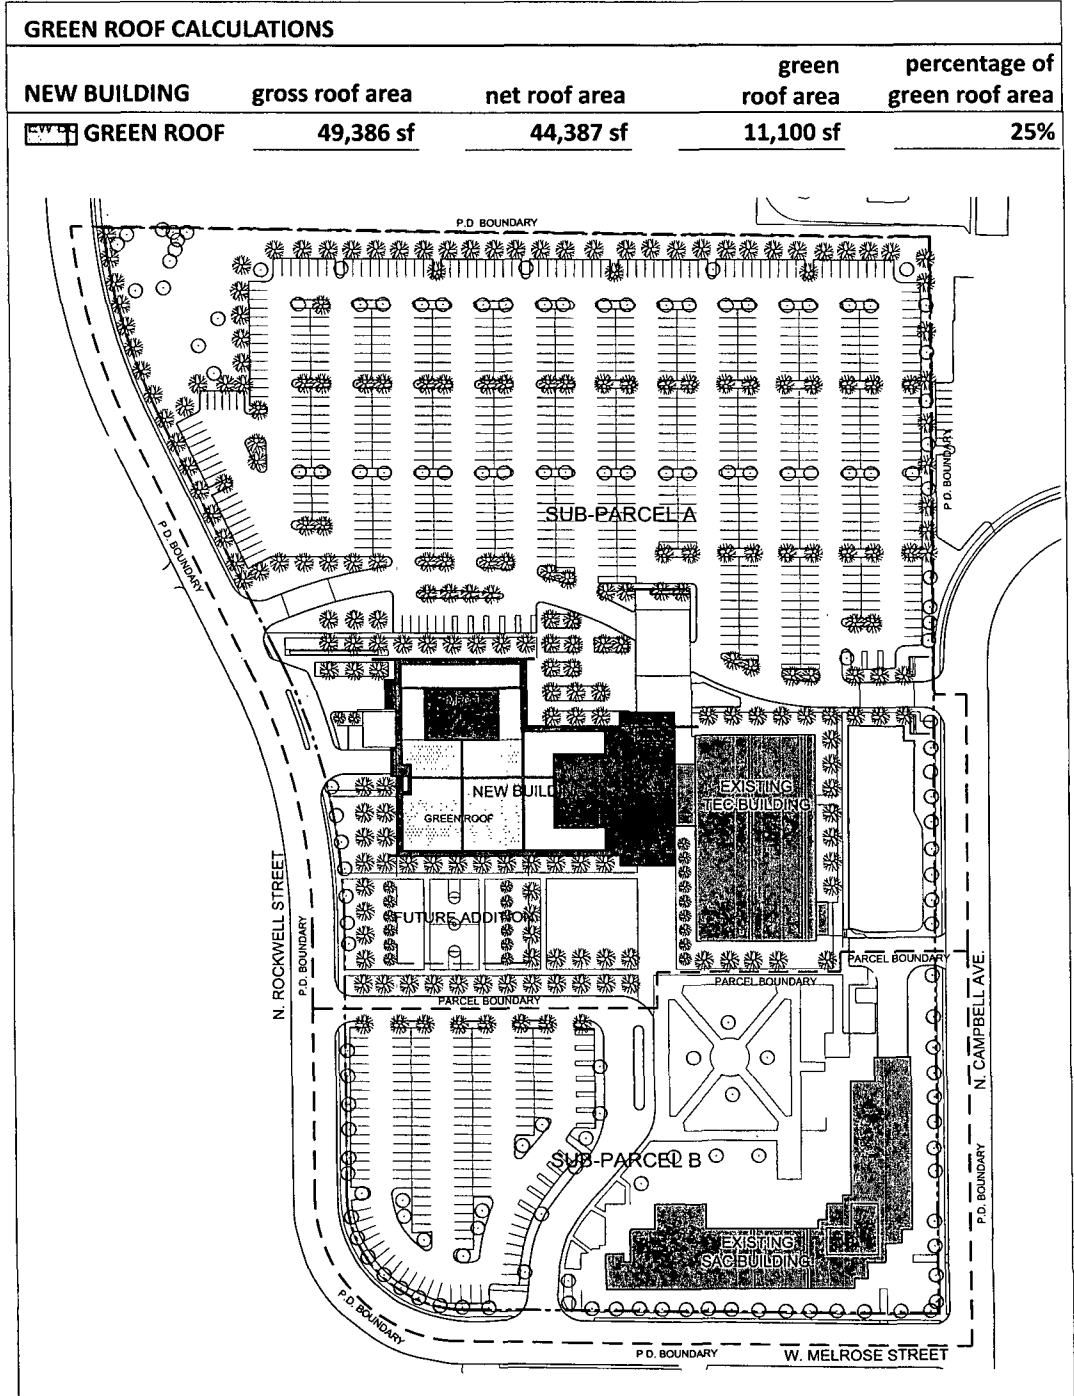 GREEN ROOF CALCULATIONS
NEW BUILDING gross roof area net roof area green roof area percentage of green roof area
GREEN ROOF 49,386 sf 44,387 sf 11,100 sf 25%
P.D. BOUNDARY
P.D. BOUNDARY
SUB-PARCEL A
P.D. BOUNDARY
NEW BUILDIN
GREEN ROOF
EXISTING
TEC BUILDING
FUTURE ADDITION
N. ROCKWELL STREET
P.D. BOUNDARY
PARCEL BOUNDARY
PARCEL BOUNDARY
PARCEL BOUNDARY
N. CAMPBELL AVE.
P.D. BOUNDARY
SUB-PARCEL B
EXISTING
SAC BUILDING
P.D. BOUNDARY
P.D. BOUNDARY
W. MELROSE STREET